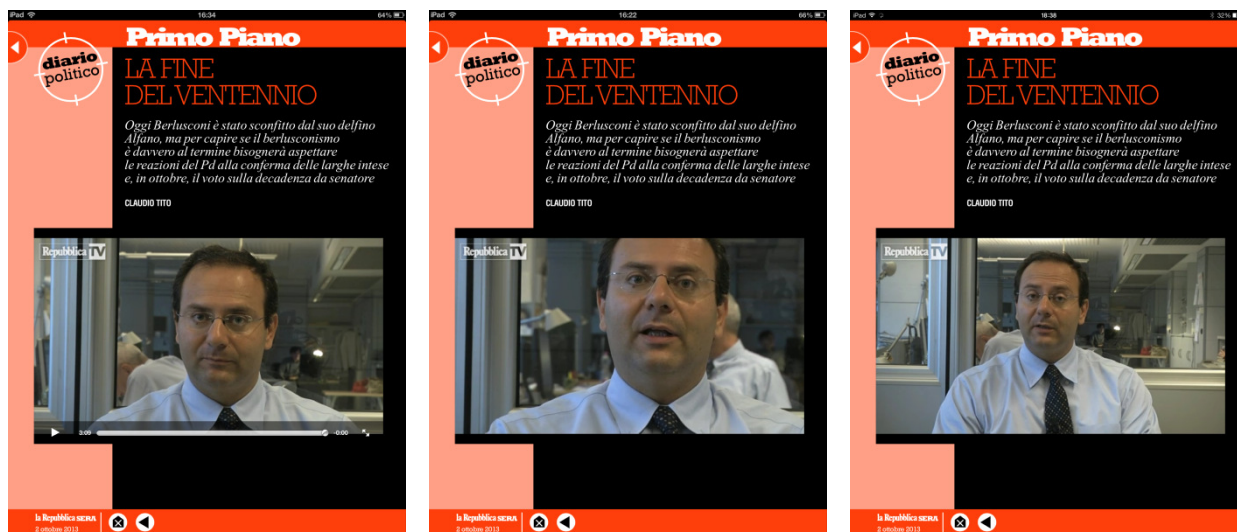 iPad 16:34 64%
Primo Piano
diario
politico
LA FINE
DEL VENTENNIO
Oggi Berlusconi è stato sconfitto dal suo delfino
Alfano, ma per capire se il berlusconismo
è davvero al termine bisognerà aspettare
le reazioni del Pd alla conferma delle larghe intese
e, in ottobre, il voto sulla decadenza da senatore
CLAUDIO TITO
Repubblica TV
3:09 -0:00
la Repubblica SERA
2 ottobre 2013
iPad 16:22 66%
Primo Piano
diario
politico
LA FINE
DEL VENTENNIO
Oggi Berlusconi è stato sconfitto dal suo delfino
Alfano, ma per capire se il berlusconismo
è davvero al termine bisognerà aspettare
le reazioni del Pd alla conferma delle larghe intese
e, in ottobre, il voto sulla decadenza da senatore
CLAUDIO TITO
Repubblica TV
la Repubblica SERA
2 ottobre 2013
iPad 18:38 32%
Primo Piano
diario
politico
LA FINE
DEL VENTENNIO
Oggi Berlusconi è stato sconfitto dal suo delfino
Alfano, ma per capire se il berlusconismo
è davvero al termine bisognerà aspettare
le reazioni del Pd alla conferma delle larghe intese
e, in ottobre, il voto sulla decadenza da senatore
CLAUDIO TITO
Repubblica TV
la Repubblica SERA
2 ottobre 2013